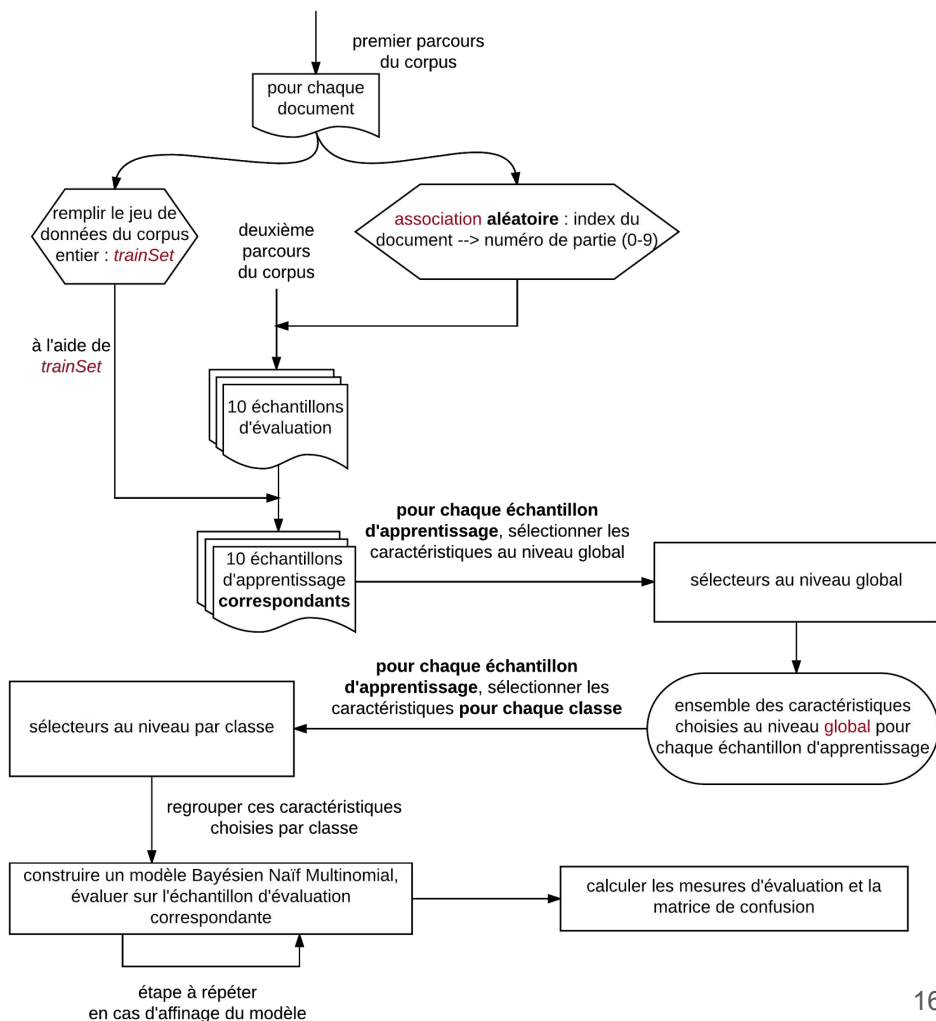 premier parcours
du corpus
pour chaque
document
remplir le jeu de
données du corpus
entier : trainSet
association aléatoire : index du
document --> numéro de partie (0-9)
deuxième
parcours
du corpus
à l'aide de
trainSet
10 échantillons
d'évaluation
pour chaque échantillon
d'apprentissage, sélectionner les
caractéristiques au niveau global
10 échantillons
d'apprentissage
correspondants
sélecteurs au niveau global
pour chaque échantillon
d'apprentissage, sélectionner les
caractéristiques pour chaque classe
ensemble des caractéristiques
choisies au niveau global pour
chaque échantillon d'apprentissage
sélecteurs au niveau par classe
regrouper ces caractéristiques
choisies par classe
construire un modèle Bayésien Naïf Multinomial,
évaluer sur l'échantillon d'évaluation
correspondante
calculer les mesures d'évaluation et la
matrice de confusion
étape à répéter
en cas d'affinage du modèle
16